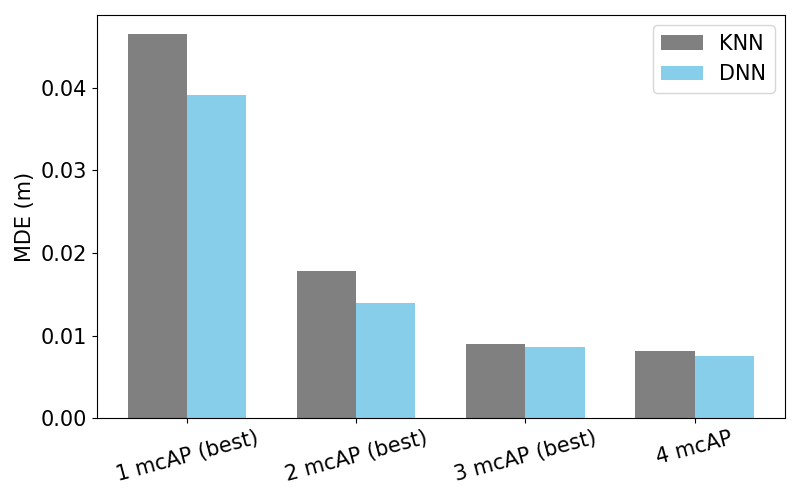 KNN
DNN
MDE (m)
0.04
0.03
0.02
0.01
0.00
1 mcAP (best)
2 mcAP (best)
3 mcAP (best)
4 mcAP